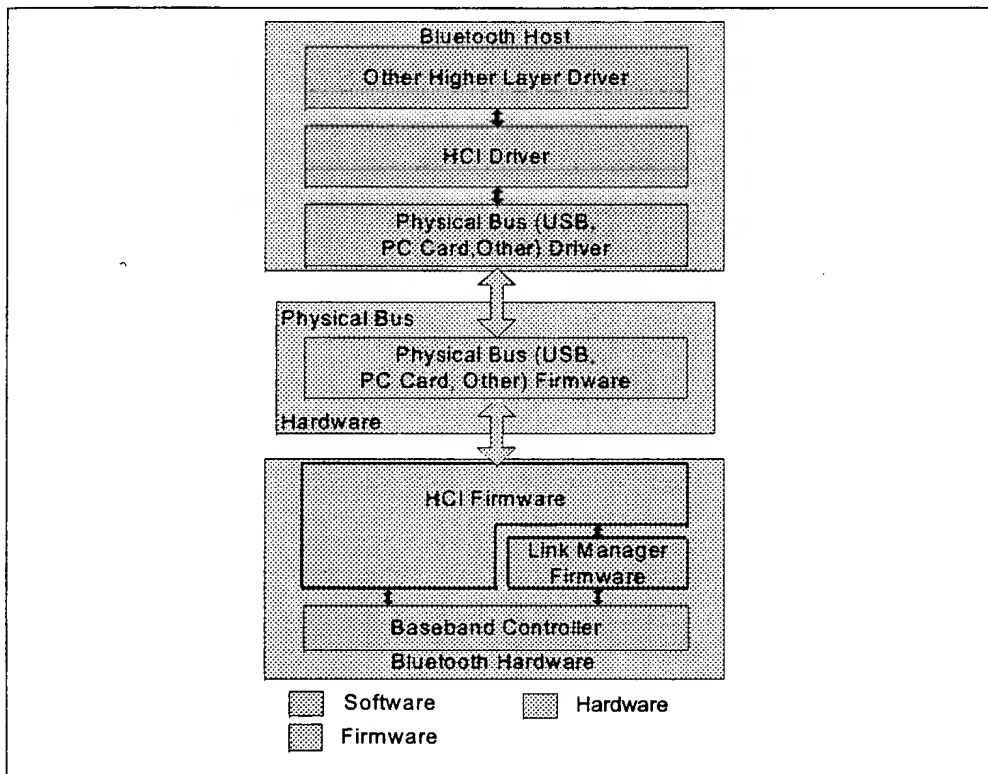 Bluetooth Host
Other Higher Layer Driver
HCI Driver
Physical Bus (USB,
PC Card,Other) Driver
Physical Bus
Physical Bus (USB,
PC Card, Other) Firmware
Hardware
HCI Firmware
Link Manager
Firmware
Baseband Controller
Bluetooth Hardware
Software
Hardware
Firmware